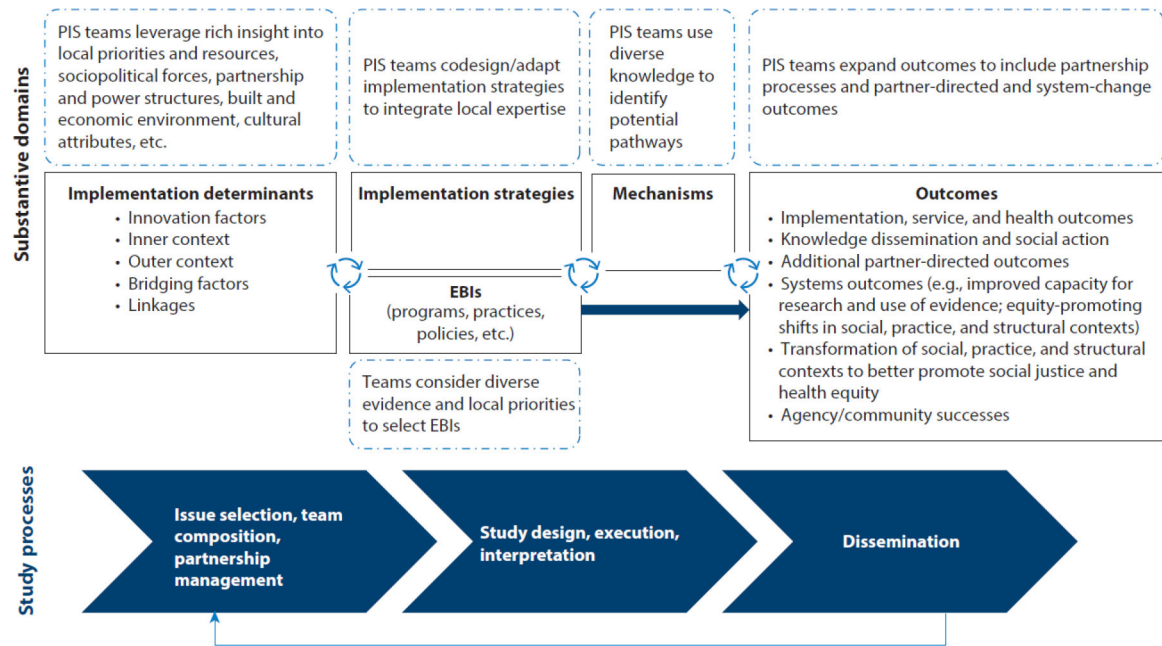 Substantive domains
PIS teams leverage rich insight into
local priorities and resources,
sociopolitical forces, partnership
and power structures, built and
economic environment, cultural
attributes, etc.
PIS teams codesign/adapt
implementation strategies
to integrate local expertise
PIS teams use
diverse
knowledge to
identify
potential
pathways
PIS teams expand outcomes to include partnership
processes and partner-directed and system-change
outcomes
Implementation determinants
• Innovation factors
• Inner context
• Outer context
• Bridging factors
• Linkages
Implementation strategies
EBIs
(programs, practices,
policies, etc.)
Teams consider diverse
evidence and local priorities
to select EBIs
Mechanisms
Outcomes
• Implementation, service, and health outcomes
• Knowledge dissemination and social action
• Additional partner-directed outcomes
• Systems outcomes (e.g., improved capacity for
research and use of evidence; equity-promoting
shifts in social, practice, and structural contexts)
• Transformation of social, practice, and structural
contexts to better promote social justice and
health equity
• Agency/community successes
Study processes
Issue selection, team
composition,
partnership
management
Study design, execution,
interpretation
Dissemination